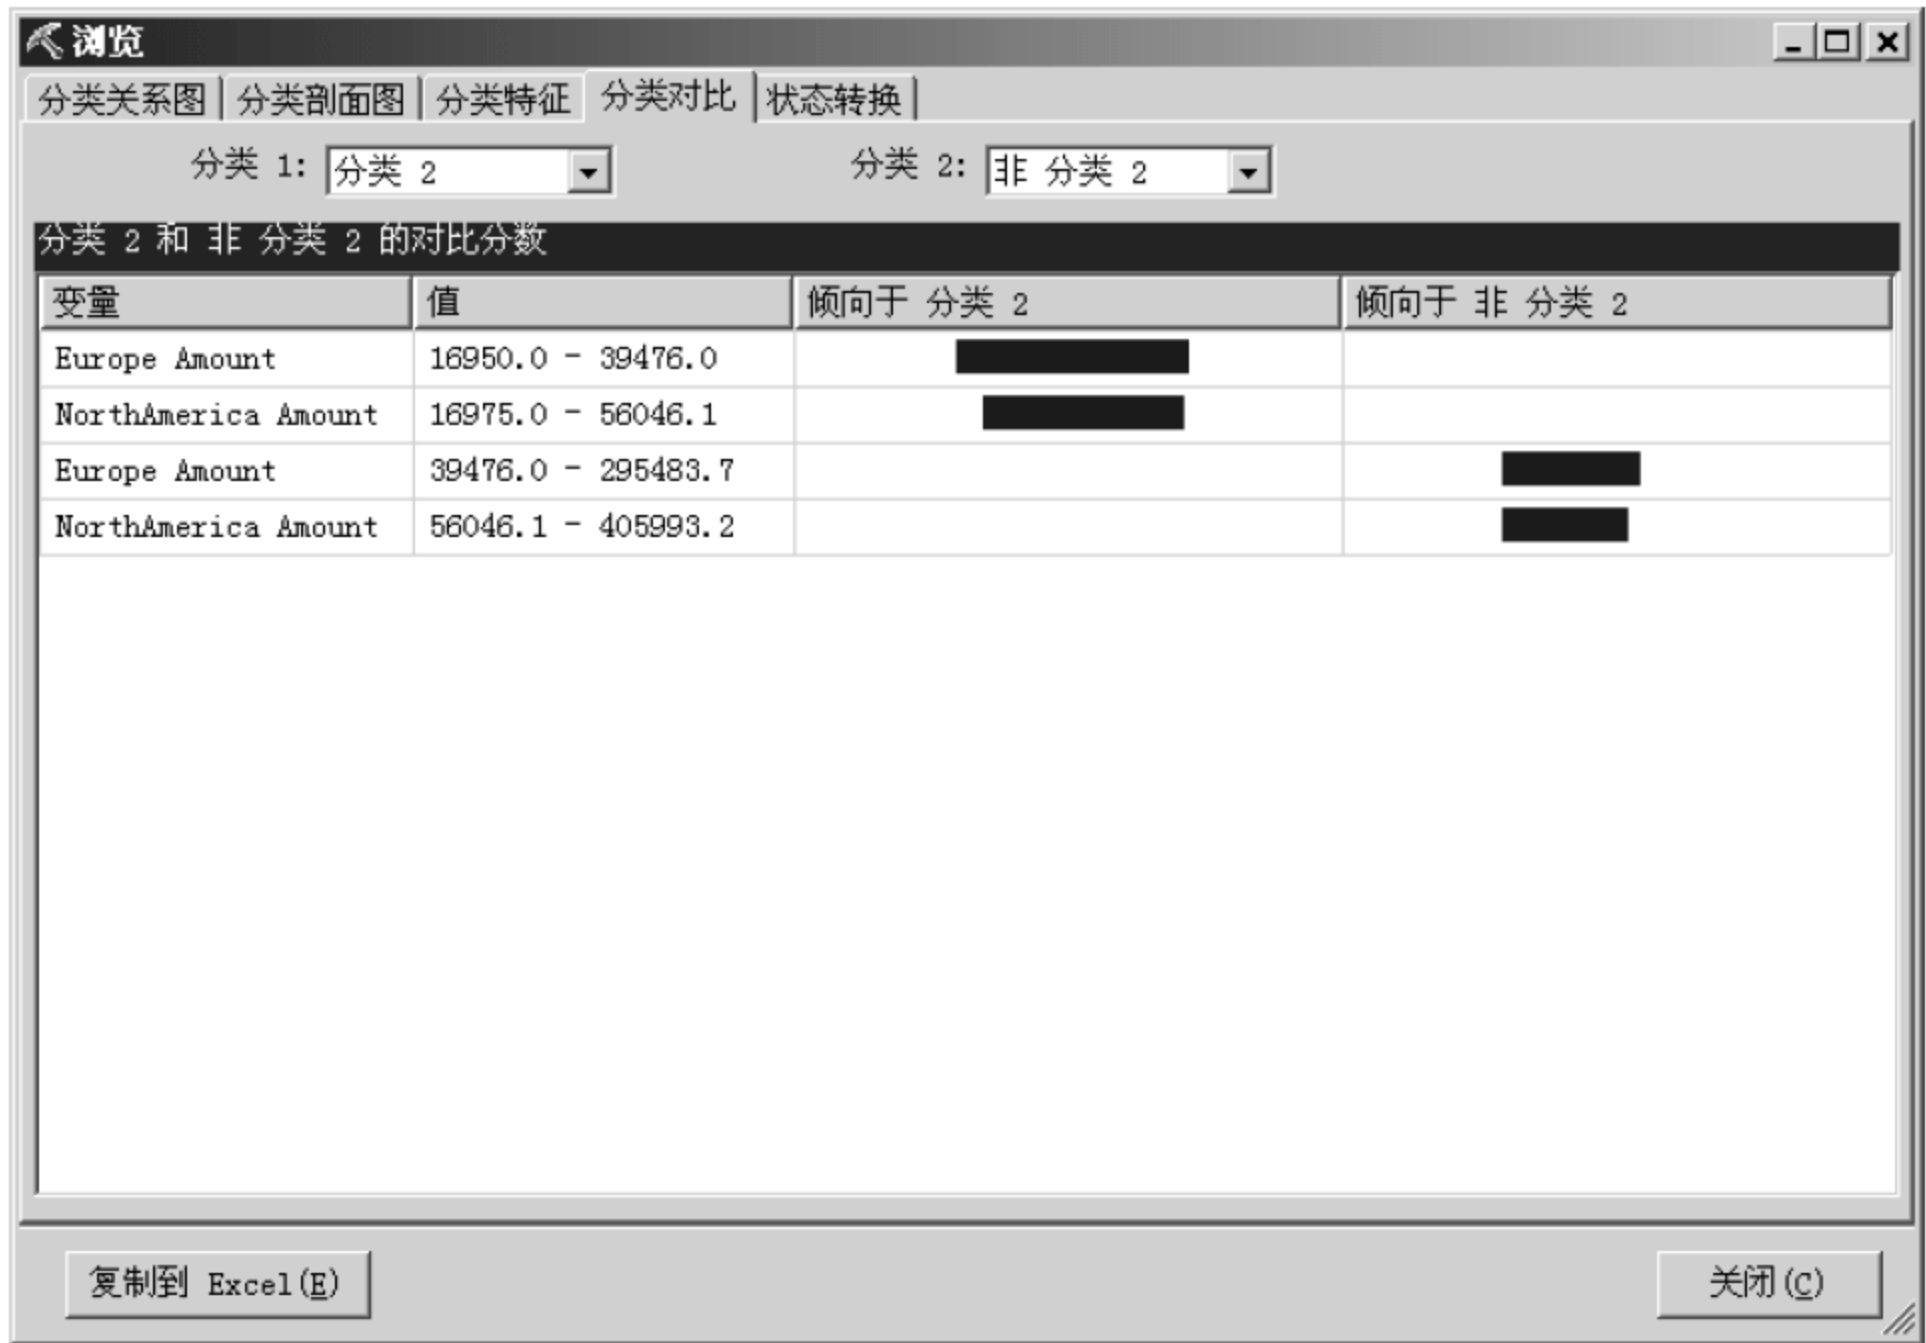 浏览
分类关系图 分类剖面图 分类特征 分类对比 状态转换
分类 1: 分类 2 分类 2: 非 分类 2
分类 2 和 非 分类 2 的对比分数
变量 值 倾向于 分类 2 倾向于 非 分类 2
Europe Amount 16950.0 - 39476.0
NorthAmerica Amount 16975.0 - 56046.1
Europe Amount 39476.0 - 295483.7
NorthAmerica Amount 56046.1 - 405993.2
复制到 Excel(E) 关闭(C)